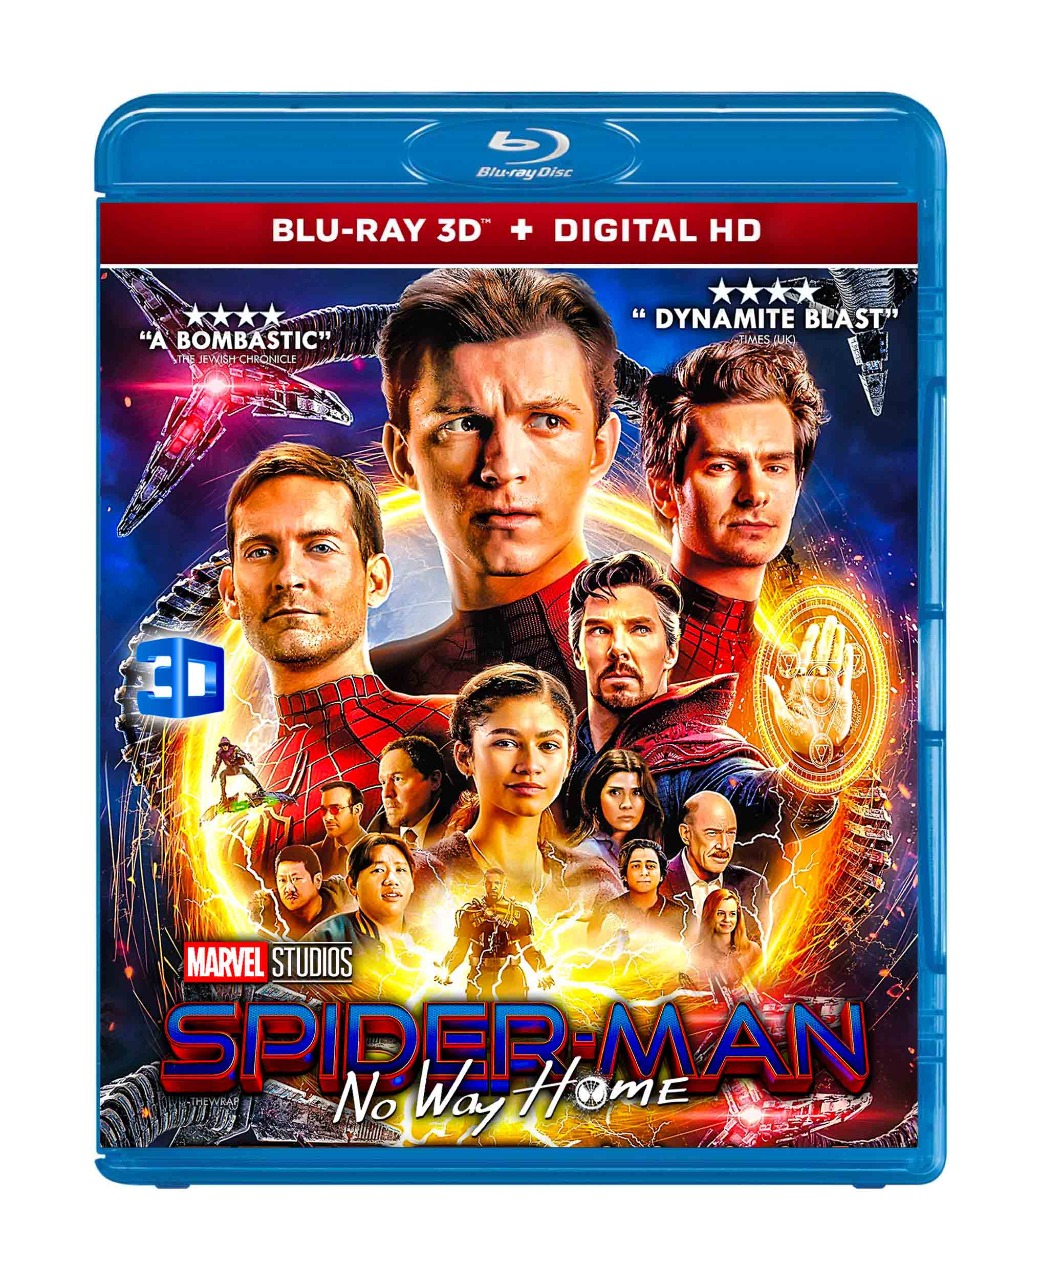 Blu-ray Disc
BLU-RAY 3D™ + DIGITAL HD
★★★★
“A BOMBASTIC”
-THE JEWISH CHRONICLE
★★★★
“ DYNAMITE BLAST”
-TIMES (UK)
3D
MARVEL STUDIOS
SPIDER-MAN
-THEWRAP
No Way Home